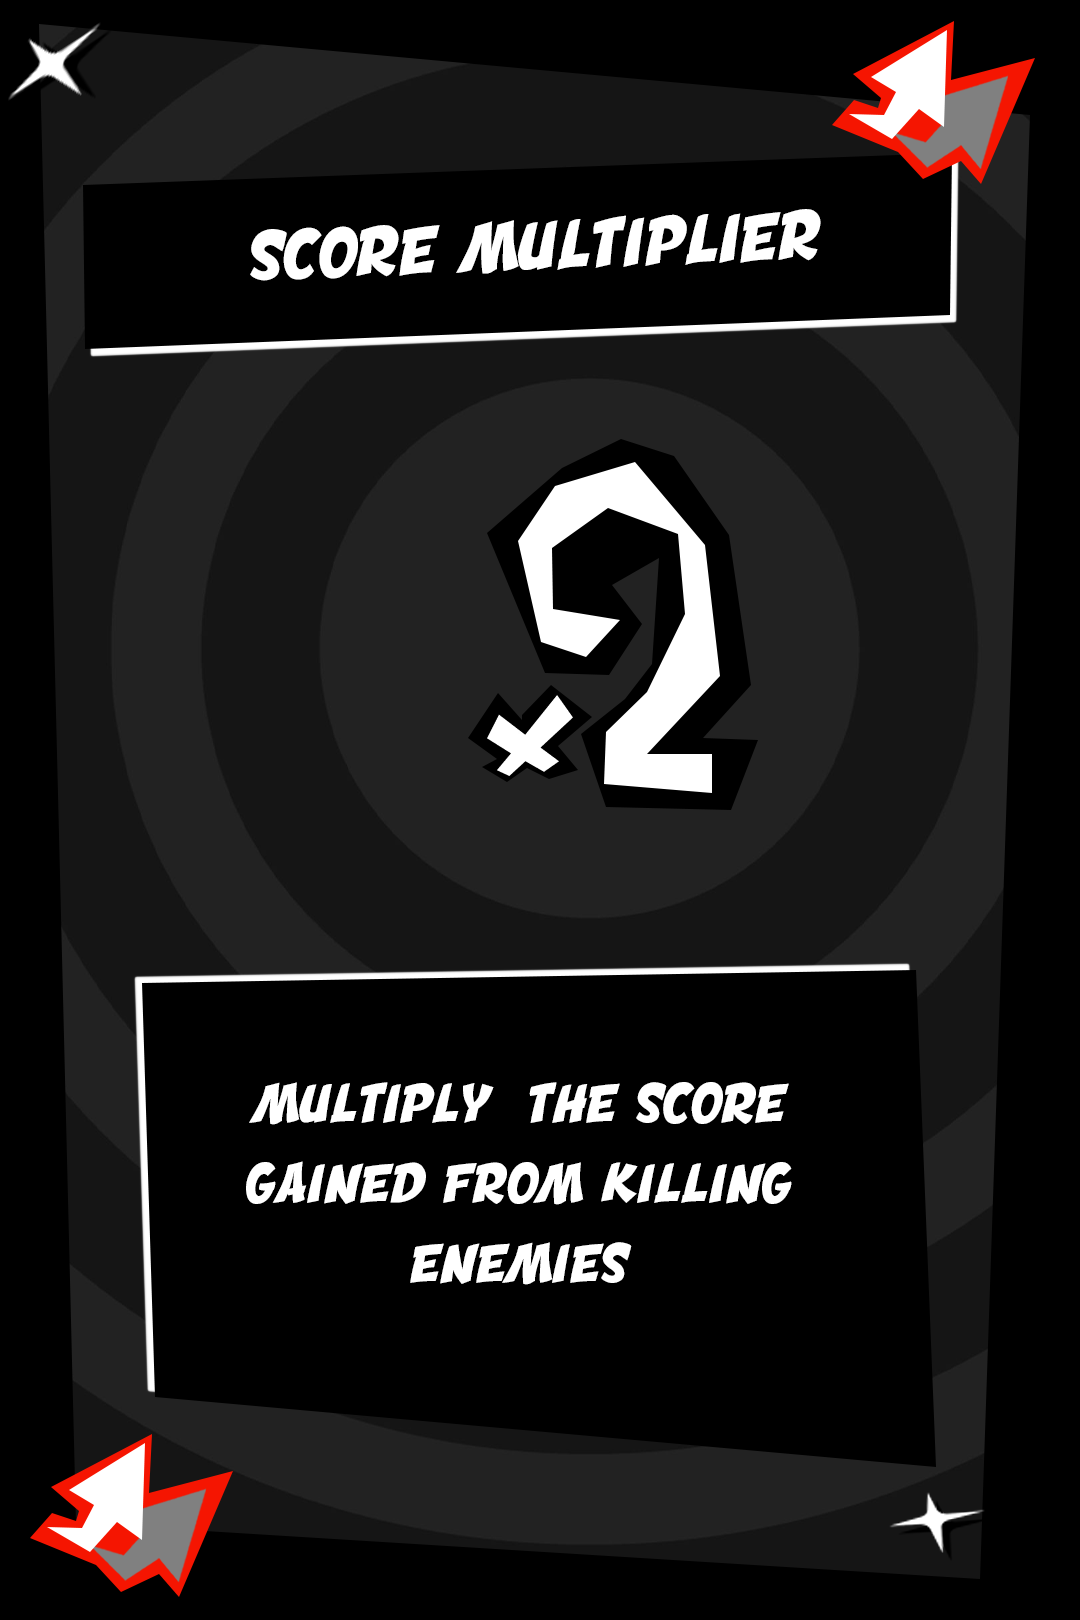 SCORE MULTIPLIER
x2
MULTIPLY THE SCORE
GAINED FROM KILLING
ENEMIES